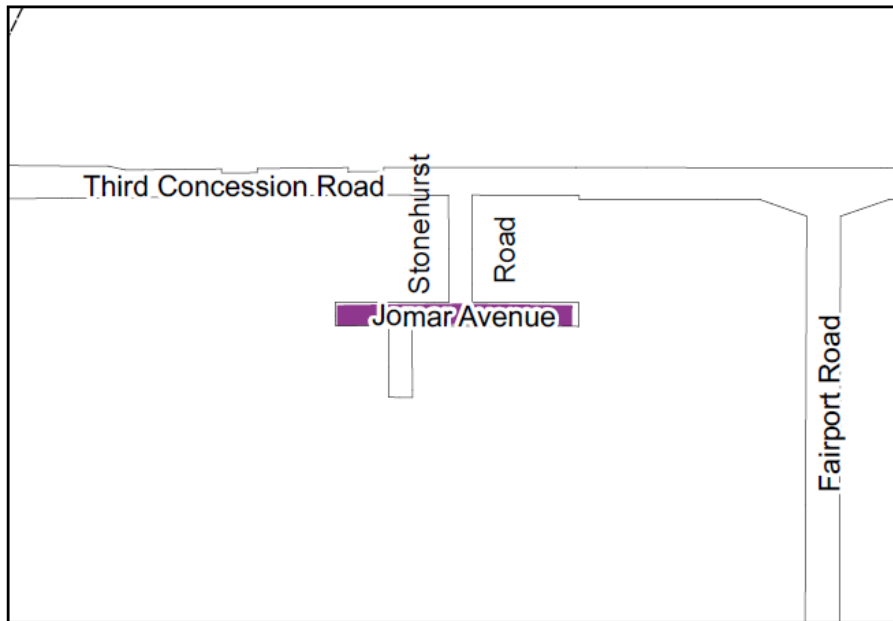 Third Concession Road
Stonehurst
Road
Jomar Avenue
Fairport Road